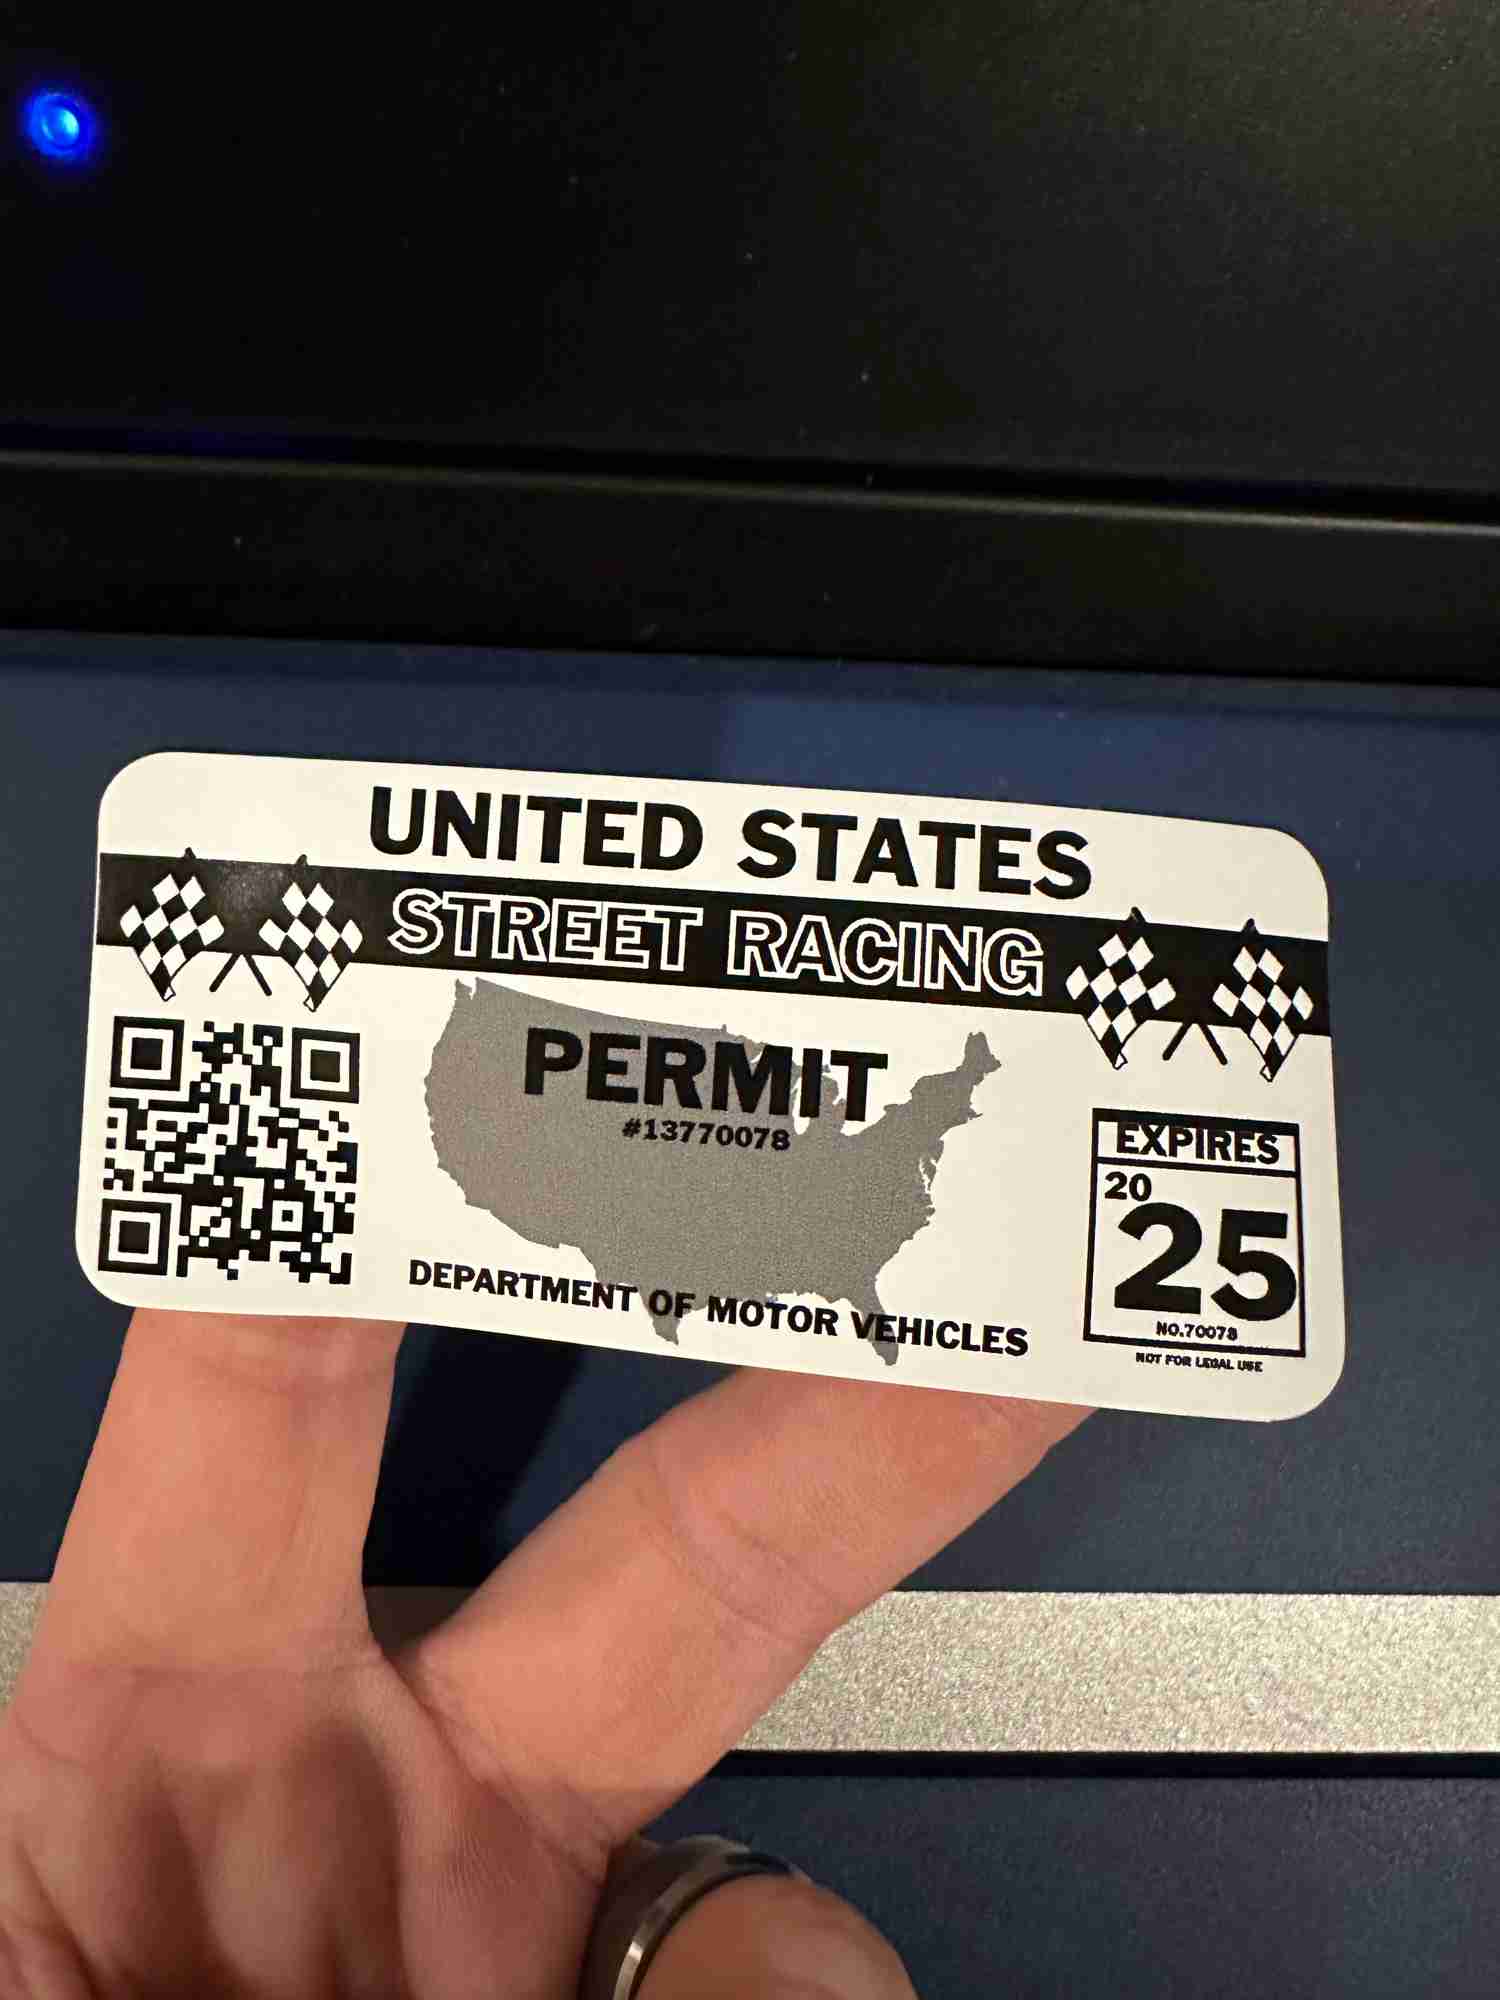 UNITED STATES
STREET RACING
PERMIT
#13770078
DEPARTMENT OF MOTOR VEHICLES
EXPIRES
20
25
NO.70078
NOT FOR LEGAL USE